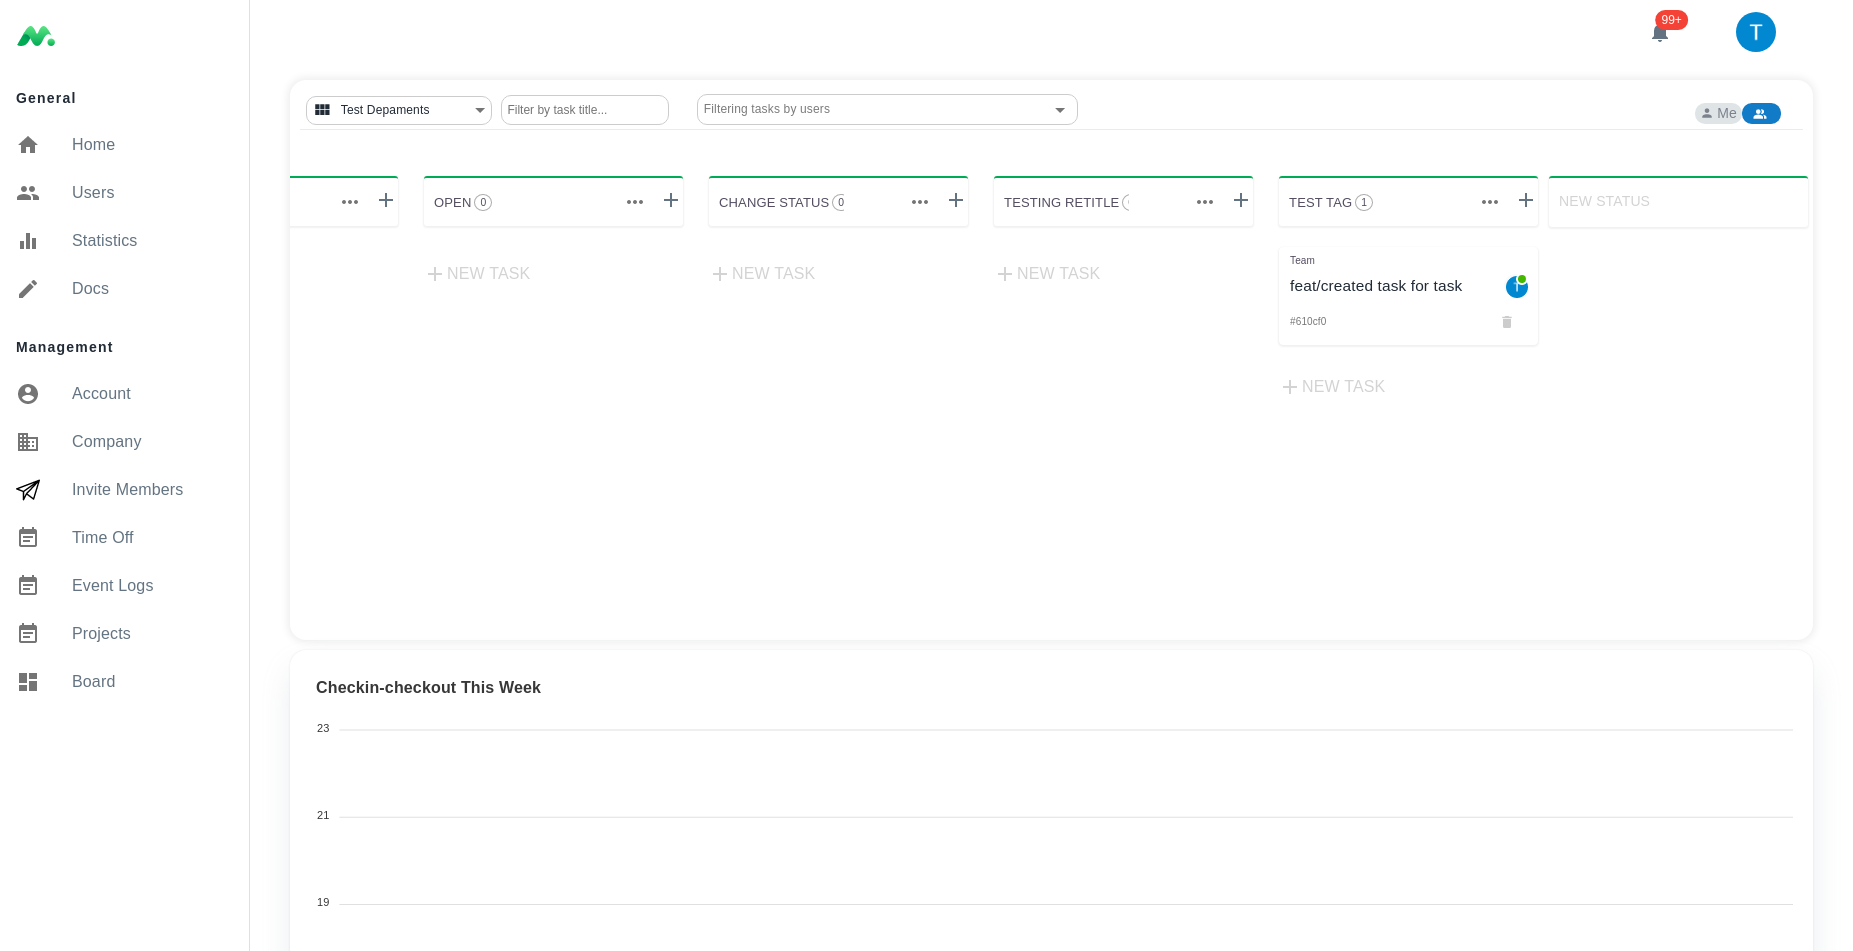 99+
T
General
Home
Users
Statistics
Docs
Management
Account
Company
Invite Members
Time Off
Event Logs
Projects
Board
Test Depaments
Filter by task title...
Filtering tasks by users
Me
OPEN 0
CHANGE STATUS 0
TESTING RETITLE
TEST TAG 1
NEW STATUS
NEW TASK
NEW TASK
NEW TASK
Team
feat/created task for task
T
#610cf0
NEW TASK
Checkin-checkout This Week
23
21
19